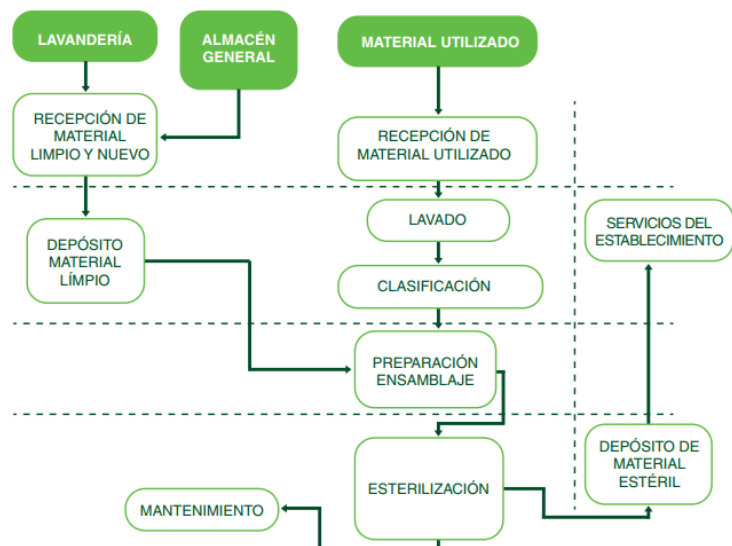 LAVANDERÍA
ALMACÉN
GENERAL
MATERIAL UTILIZADO
RECEPCIÓN DE
MATERIAL
LIMPIO Y NUEVO
RECEPCIÓN DE
MATERIAL UTILIZADO
LAVADO
SERVICIOS DEL
ESTABLECIMIENTO
DEPÓSITO
MATERIAL
LÍMPIO
CLASIFICACIÓN
PREPARACIÓN
ENSAMBLAJE
ESTERILIZACIÓN
DEPÓSITO DE
MATERIAL
ESTÉRIL
MANTENIMIENTO